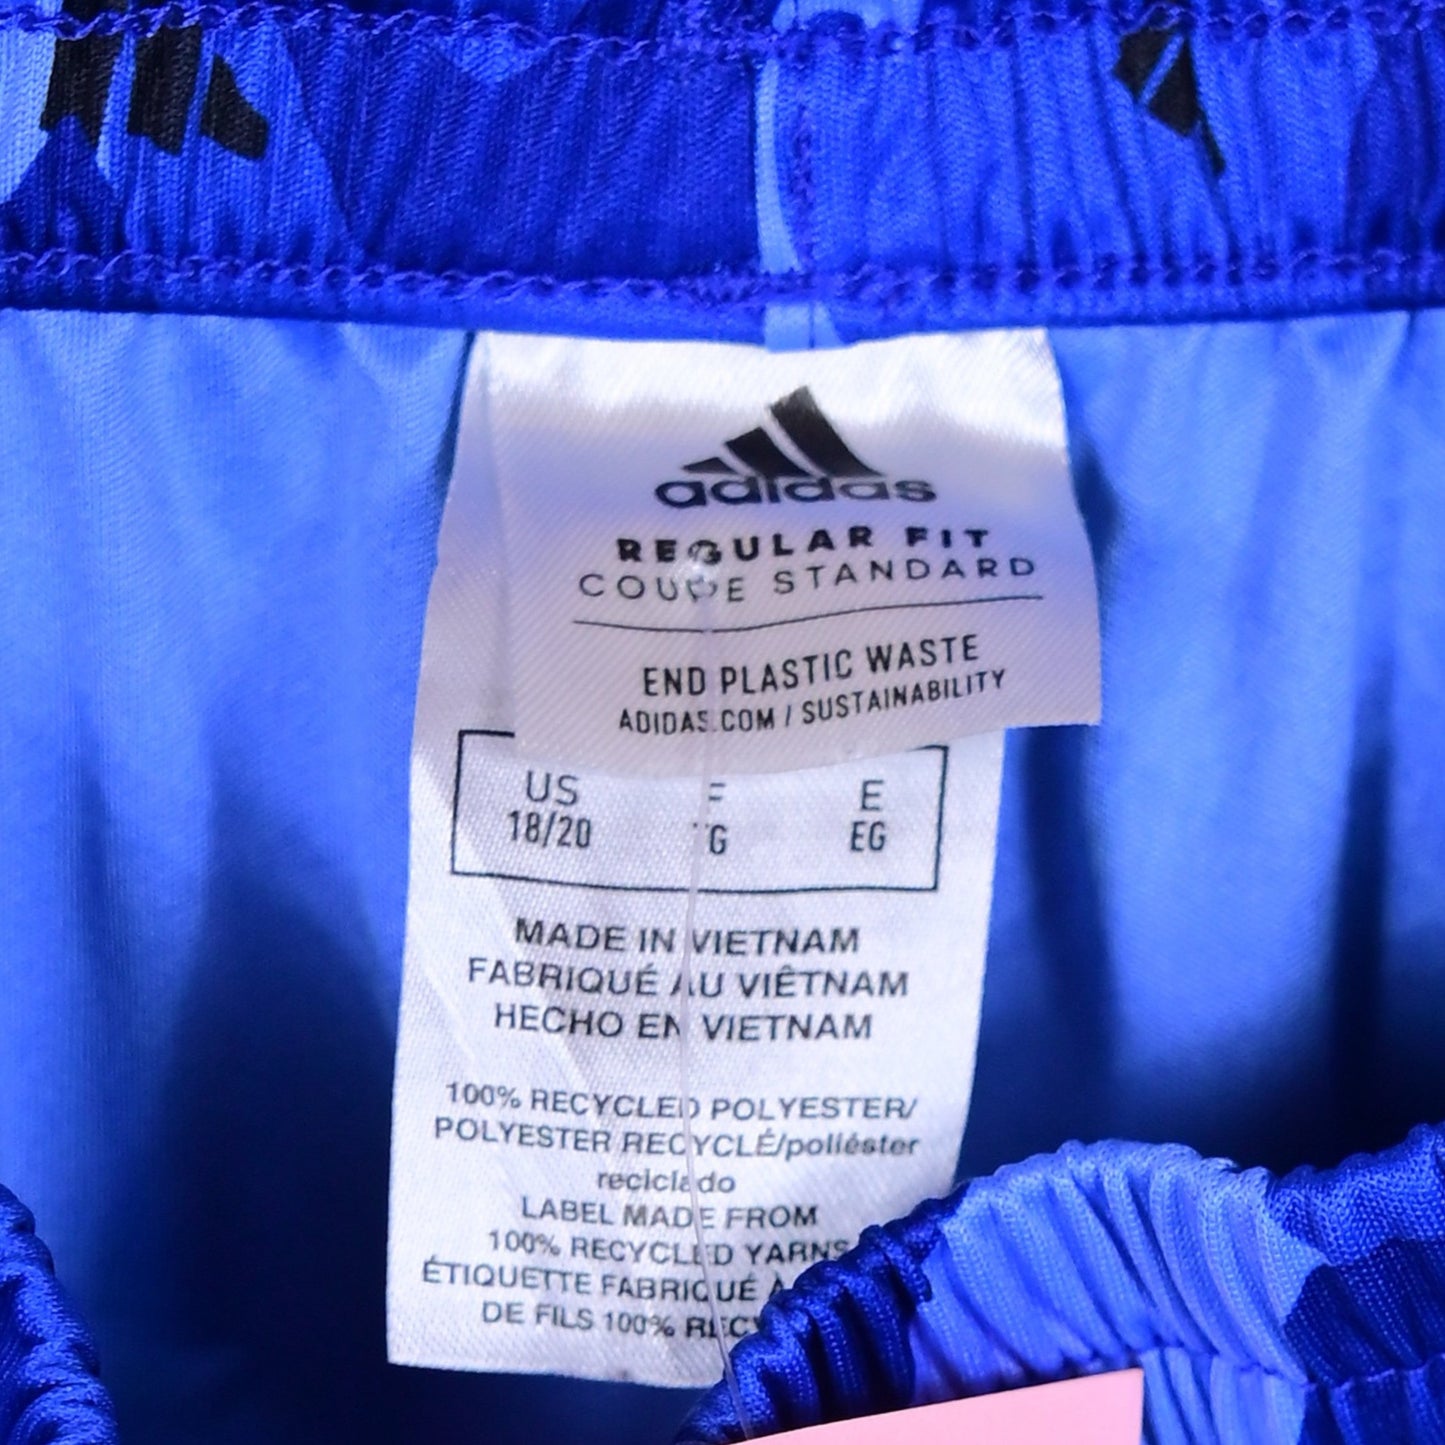 adidas
REGULAR FIT
COUPE STANDARD
END PLASTIC WASTE
ADIDAS.COM / SUSTAINABILITY
US E
18/20 EG
MADE IN VIETNAM
FABRIQUÉ AU VIÊTNAM
HECHO EN VIETNAM
100% RECYCLED POLYESTER/
POLYESTER RECYCLÉ/poliéster
reciclado
LABEL MADE FROM
100% RECYCLED YARNS
ÉTIQUETTE FABRIQUÉ
DE FILS 100%